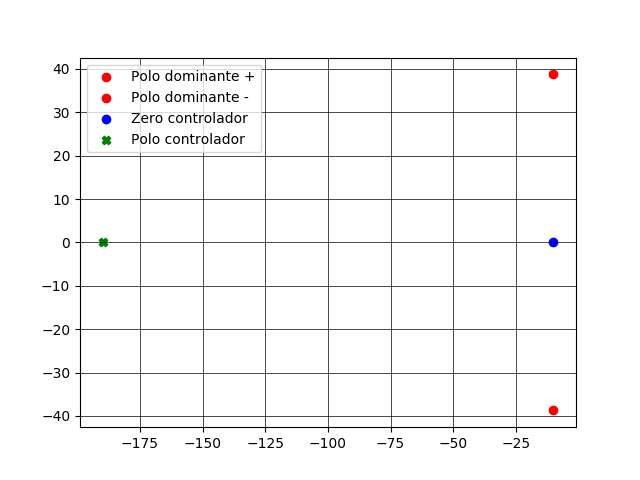 40
30
20
10
0
−10
−20
−30
−40
Polo dominante +
Polo dominante -
Zero controlador
Polo controlador
−175 −150 −125 −100 −75 −50 −25